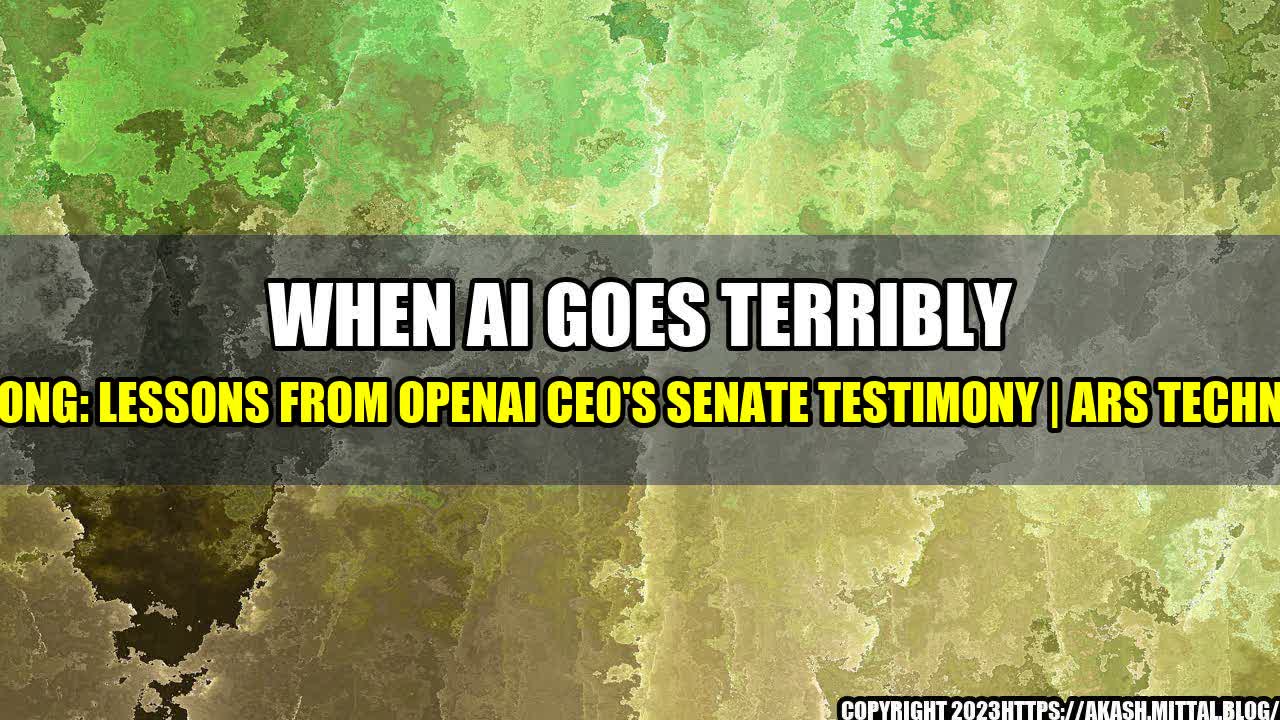 WHEN AI GOES TERRIBLY
ONG: LESSONS FROM OPENAI CEO'S SENATE TESTIMONY | ARS TECHN
COPYRIGHT 2023HTTPS://AKASH.MITTAL.BLOG/